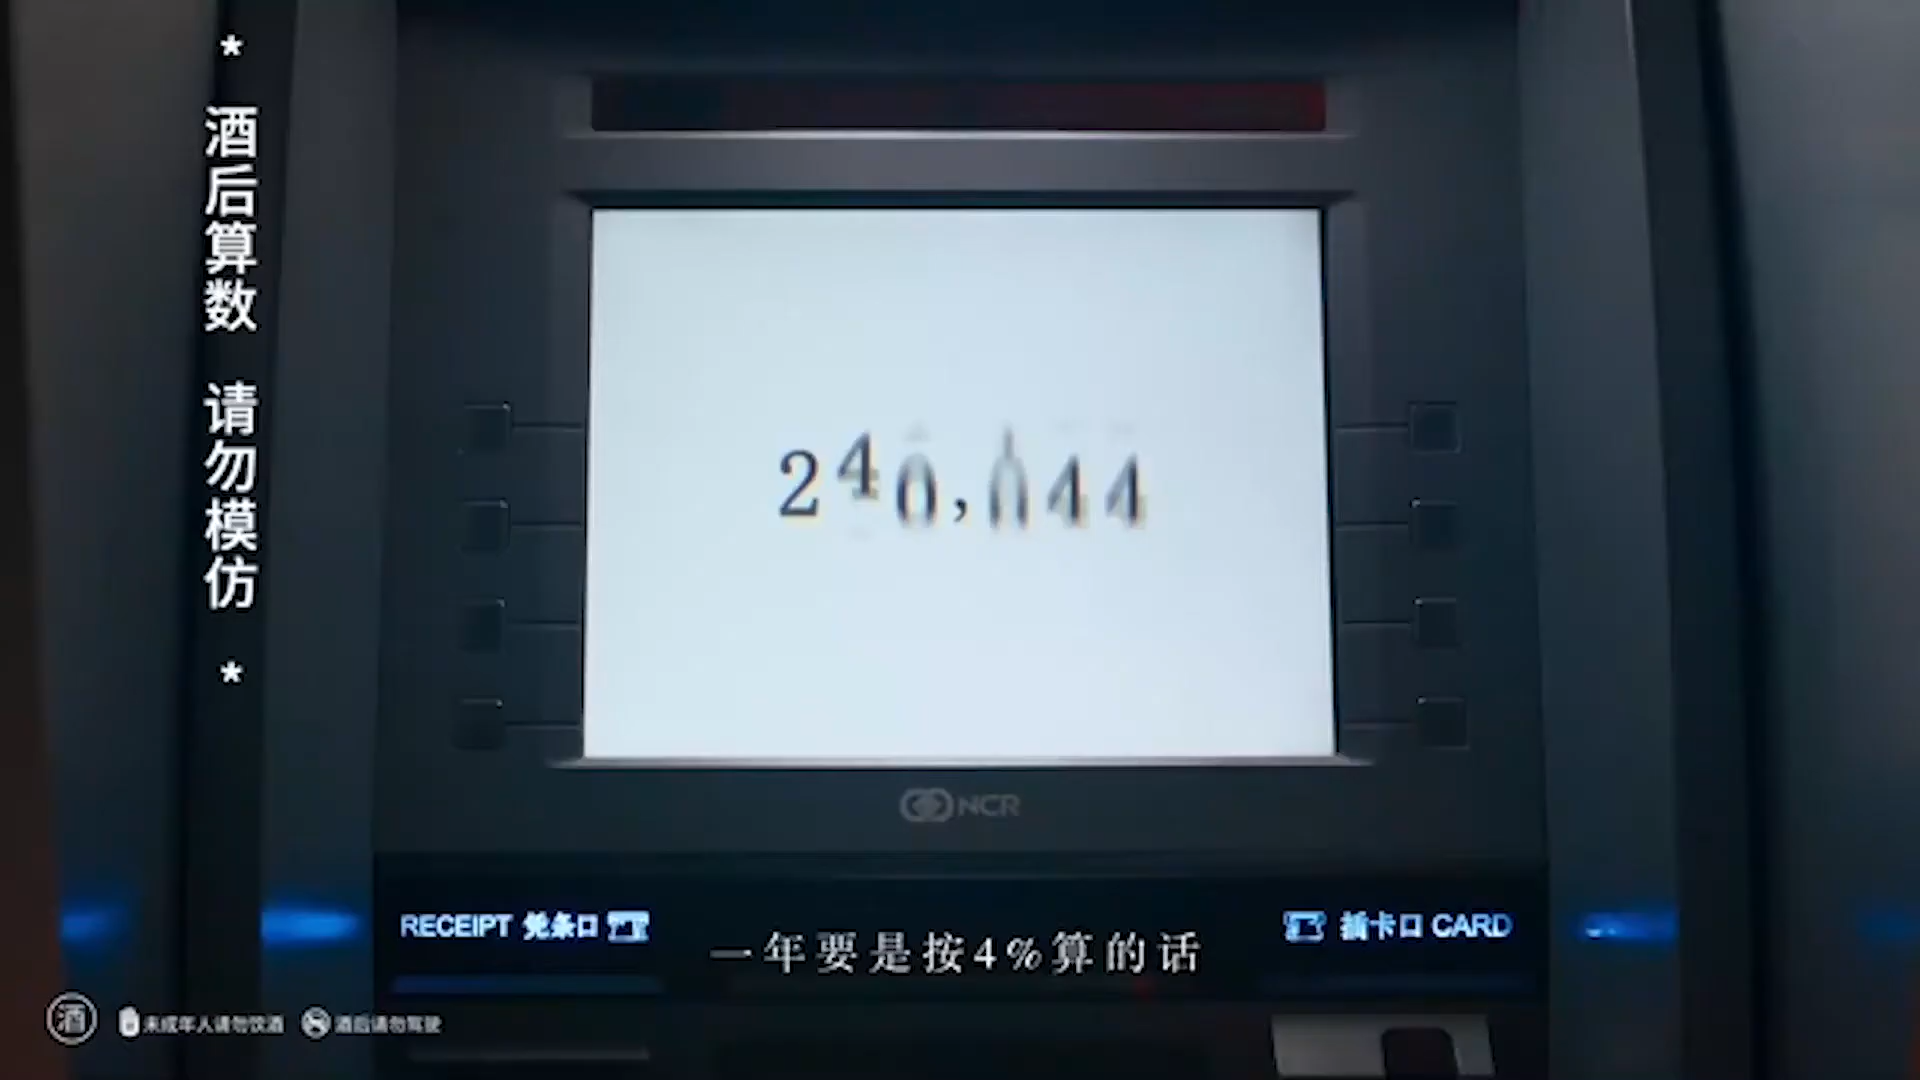 * 酒后算数 请勿模仿 *
NCR
RECEIPT 凭条口
插卡口 CARD
一年要是按4%算的话
酒
未成年人请勿饮酒
酒后请勿驾驶